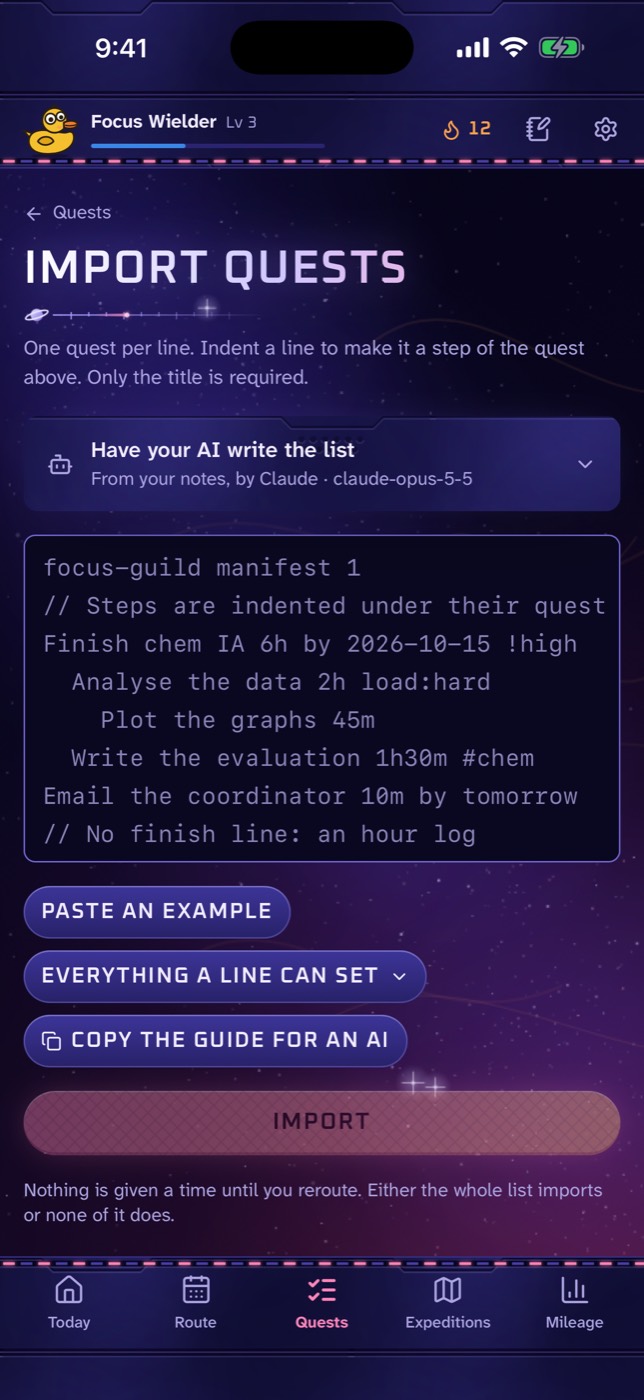 9:41
Focus Wielder Lv 3
12
Quests
IMPORT QUESTS
One quest per line. Indent a line to make it a step of the quest
above. Only the title is required.
Have your AI write the list
From your notes, by Claude · claude-opus-5-5
focus-guild manifest 1
// Steps are indented under their quest
Finish chem IA 6h by 2026-10-15 !high
Analyse the data 2h load:hard
Plot the graphs 45m
Write the evaluation 1h30m #chem
Email the coordinator 10m by tomorrow
// No finish line: an hour log
PASTE AN EXAMPLE
EVERYTHING A LINE CAN SET
COPY THE GUIDE FOR AN AI
IMPORT
Nothing is given a time until you reroute. Either the whole list imports
or none of it does.
Today Route Quests Expeditions Mileage